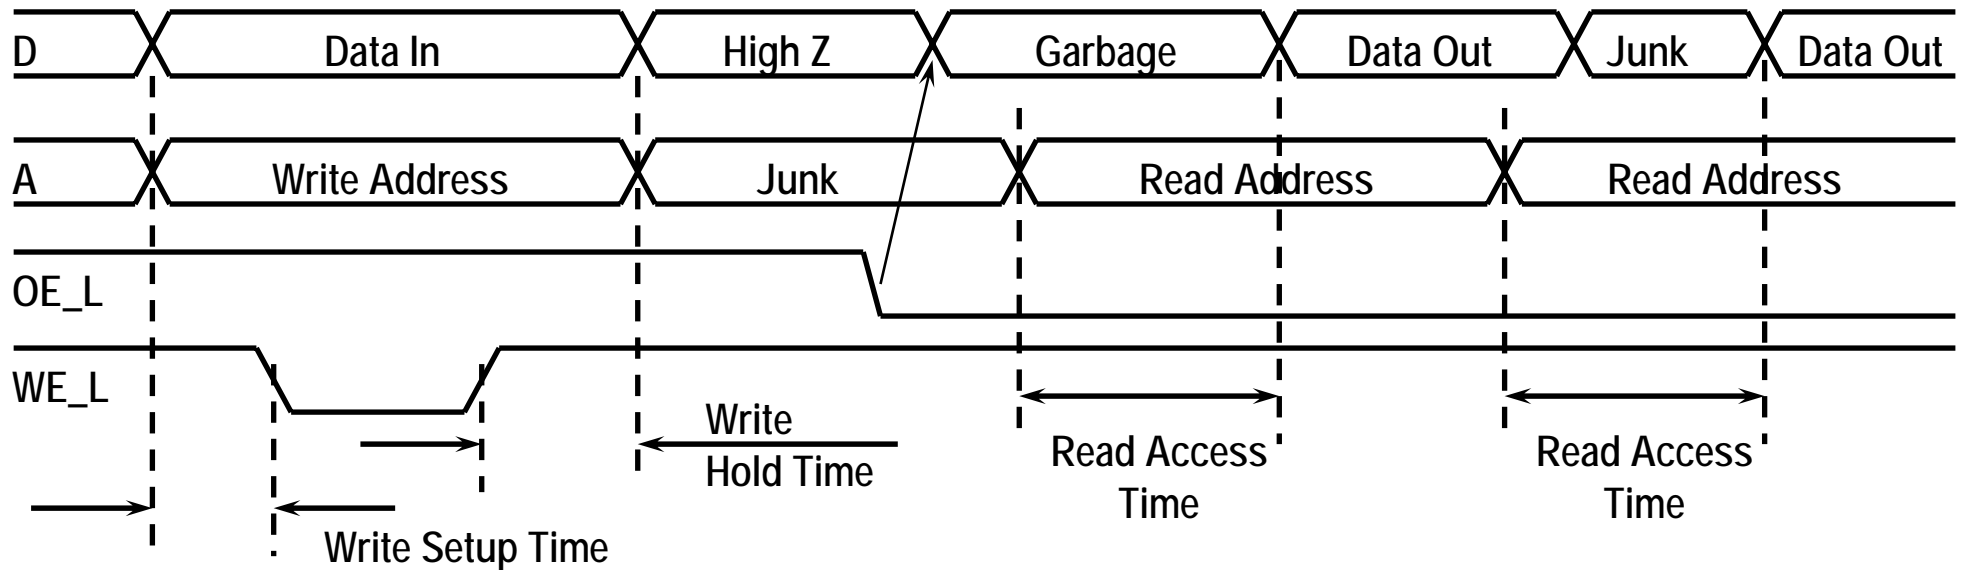 D Data In High Z Garbage Data Out Junk Data Out
A Write Address Junk Read Address Read Address
OE_L
WE_L
Write
Hold Time
Read Access
Time
Read Access
Time
Write Setup Time